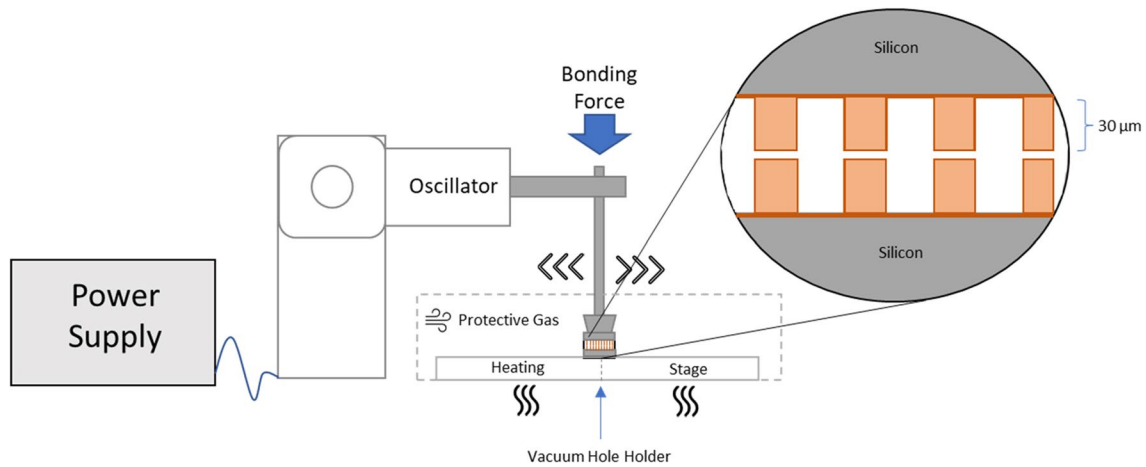 Silicon
Bonding
Force
30 µm
Oscillator
Silicon
Power
Supply
Protective Gas
Heating
Stage
Vacuum Hole Holder